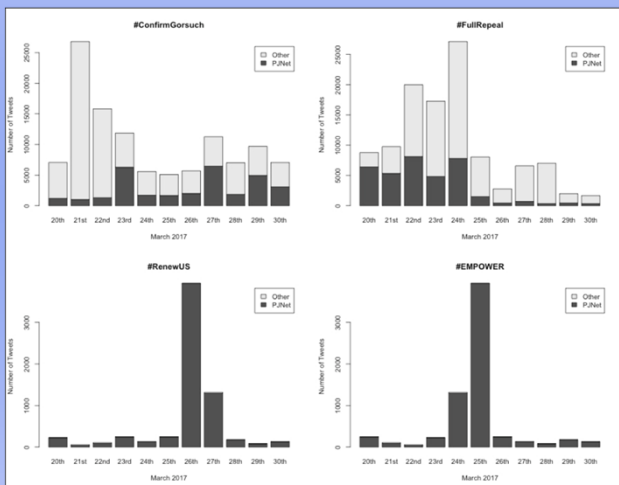 #ConfirmGorsuch
Number of Tweets
0 5000 10000 15000 20000 25000
Other
PJNet
20th 21st 22nd 23rd 24th 25th 26th 27th 28th 29th 30th
March 2017
#FullRepeal
Number of Tweets
0 5000 10000 15000 20000 25000
Other
PJNet
20th 21st 22nd 23rd 24th 25th 26th 27th 28th 29th 30th
March 2017
#RenewUS
Number of Tweets
0 1000 2000 3000
Other
PJNet
20th 21st 22nd 23rd 24th 25th 26th 27th 28th 29th 30th
March 2017
#EMPOWER
Number of Tweets
0 1000 2000 3000
Other
PJNet
20th 21st 22nd 23rd 24th 25th 26th 27th 28th 29th 30th
March 2017